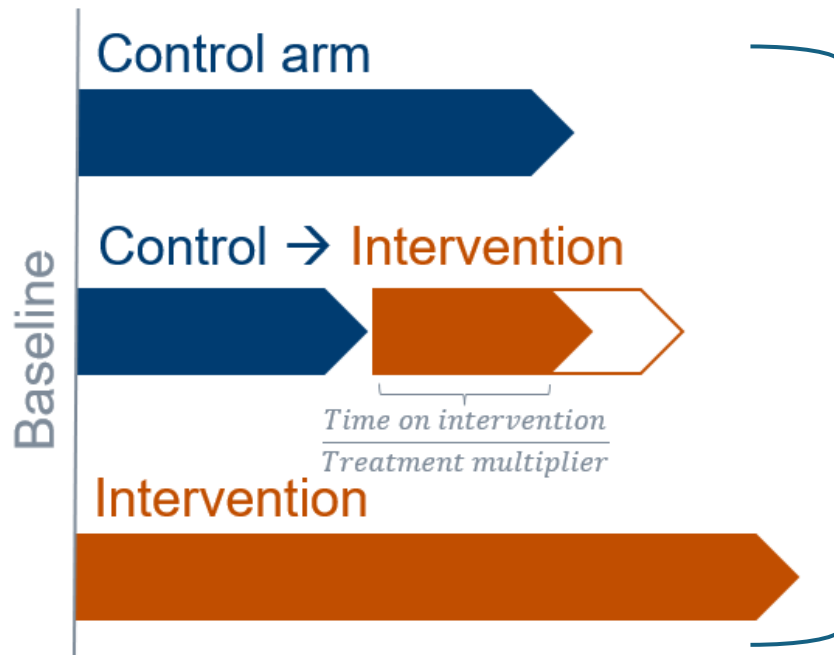 Control arm
Control → Intervention
Baseline
Time on intervention
Treatment multiplier
Intervention